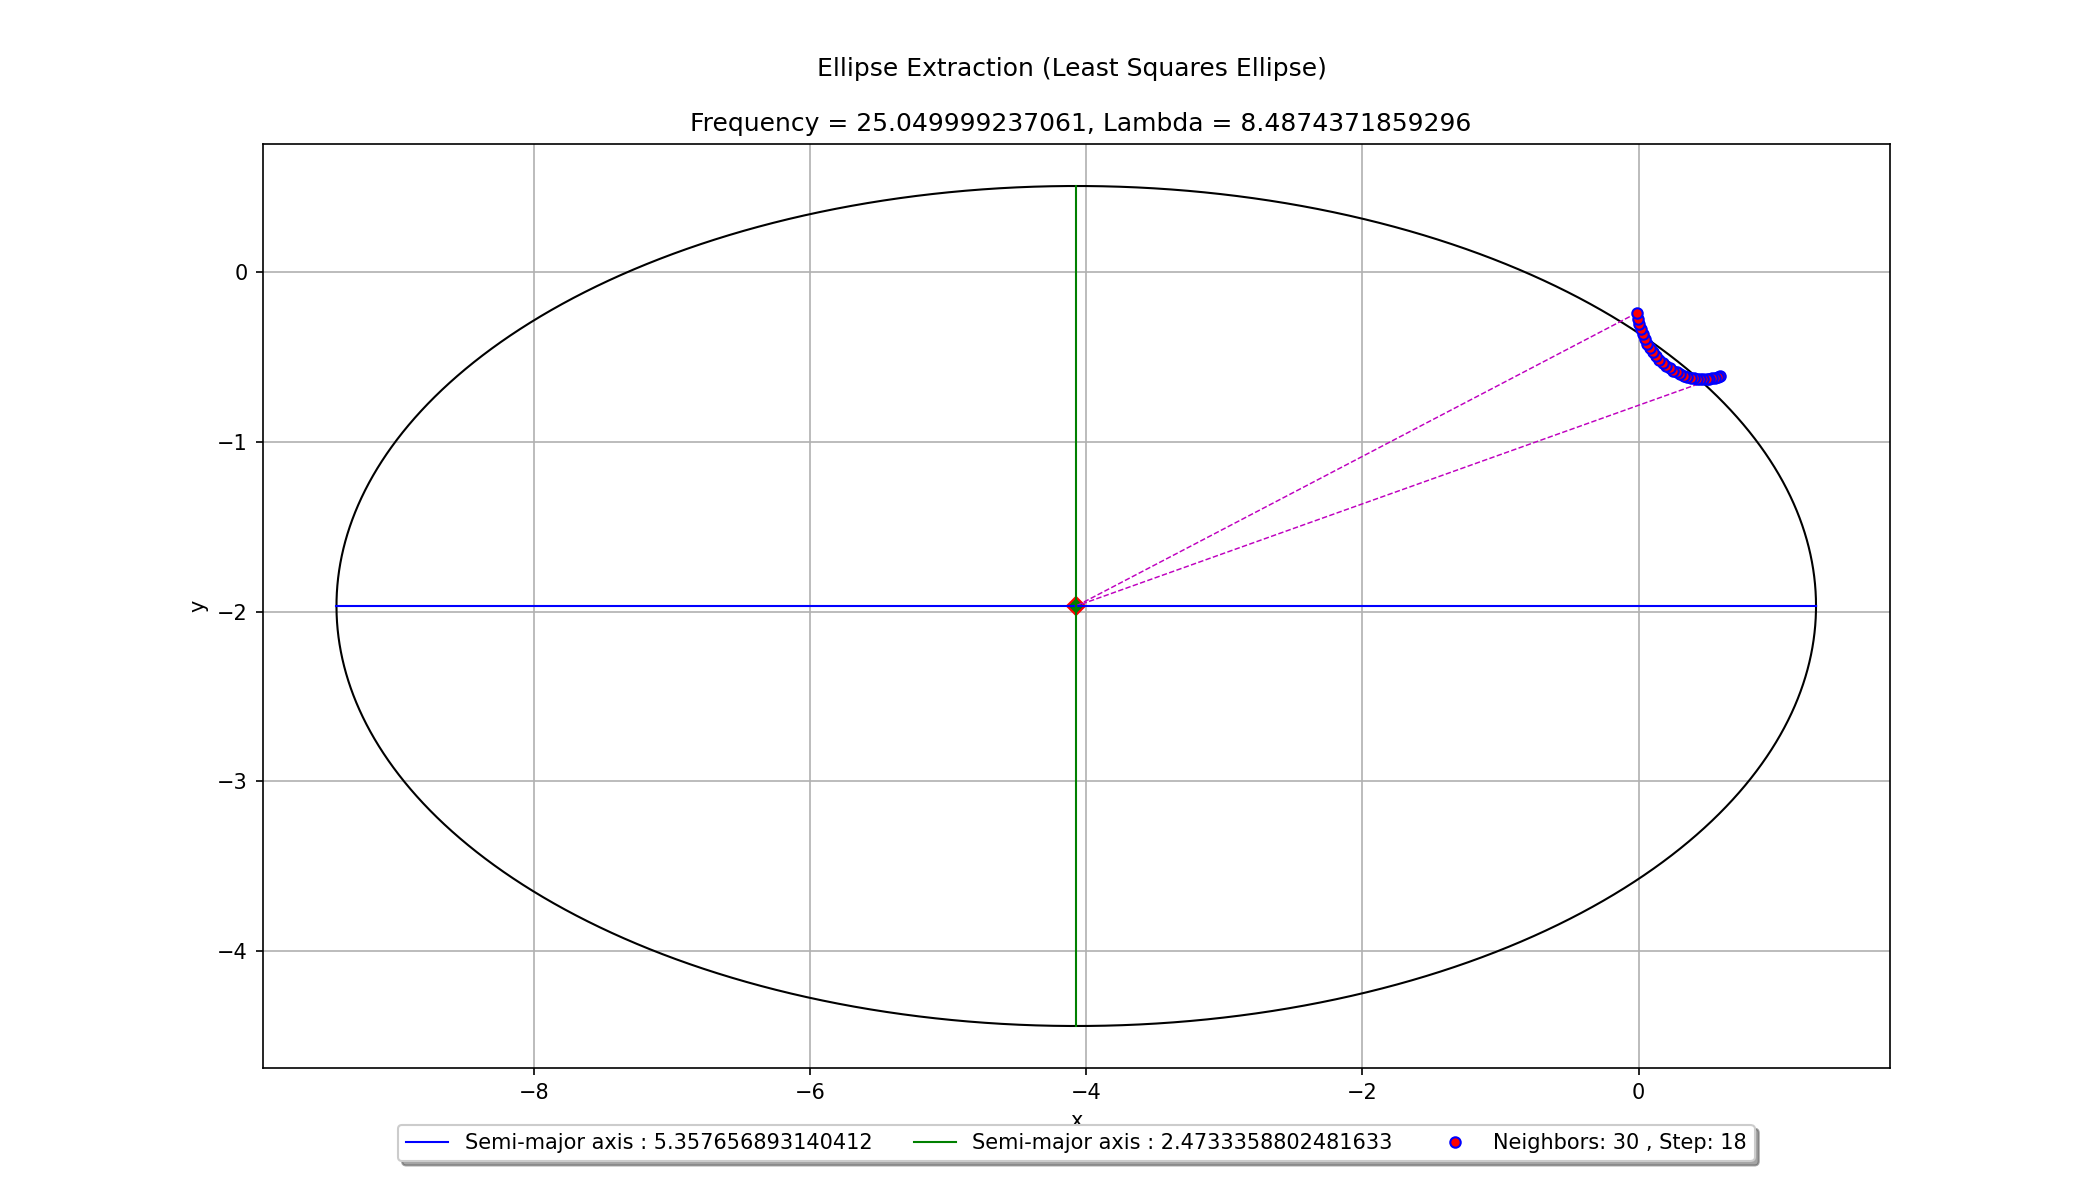 Ellipse Extraction (Least Squares Ellipse)
Frequency = 25.049999237061, Lambda = 8.4874371859296
0
−1
−2
−3
−4
y
−8
−6
−4
−2
0
x
Semi-major axis : 5.357656893140412
Semi-major axis : 2.4733358802481633
Neighbors: 30 , Step: 18